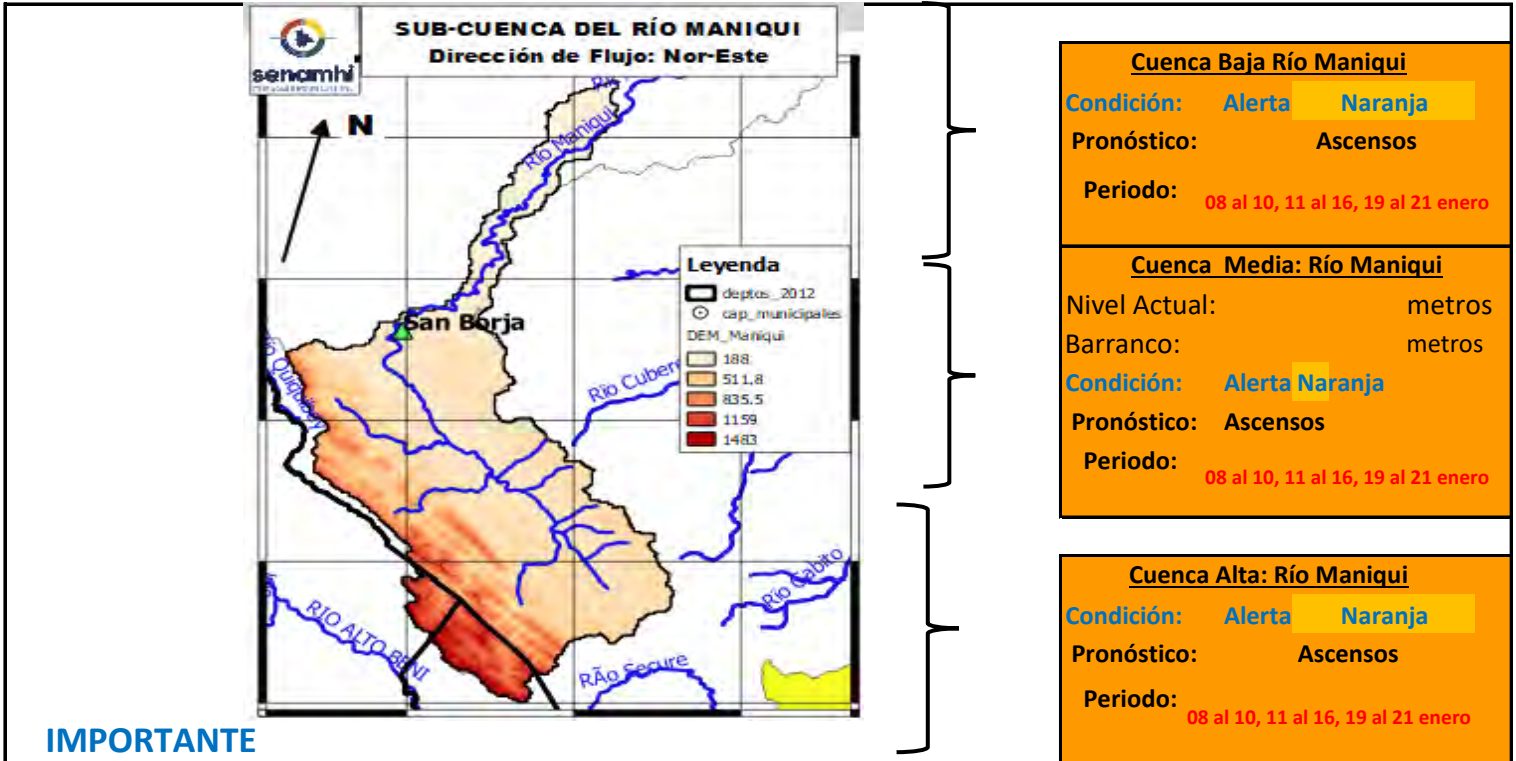 SUB-CUENCA DEL RÍO MANIQUI
Dirección de Flujo: Nor-Este
senamhi
N
Río Maniqui
San Borja
Leyenda
deptos_2012
cap_municipales
DEM_Maniqui
188
511,8
835.5
1159
1483
Río Quiquibey
Río Cubere
Río Cabito
RIO ALTO BENI
RÃo Secure
Cuenca Baja Río Maniqui
Condición: Alerta Naranja
Pronóstico: Ascensos
Periodo: 08 al 10, 11 al 16, 19 al 21 enero
Cuenca Media: Río Maniqui
Nivel Actual: metros
Barranco: metros
Condición: Alerta Naranja
Pronóstico: Ascensos
Periodo: 08 al 10, 11 al 16, 19 al 21 enero
Cuenca Alta: Río Maniqui
Condición: Alerta Naranja
Pronóstico: Ascensos
Periodo: 08 al 10, 11 al 16, 19 al 21 enero
IMPORTANTE